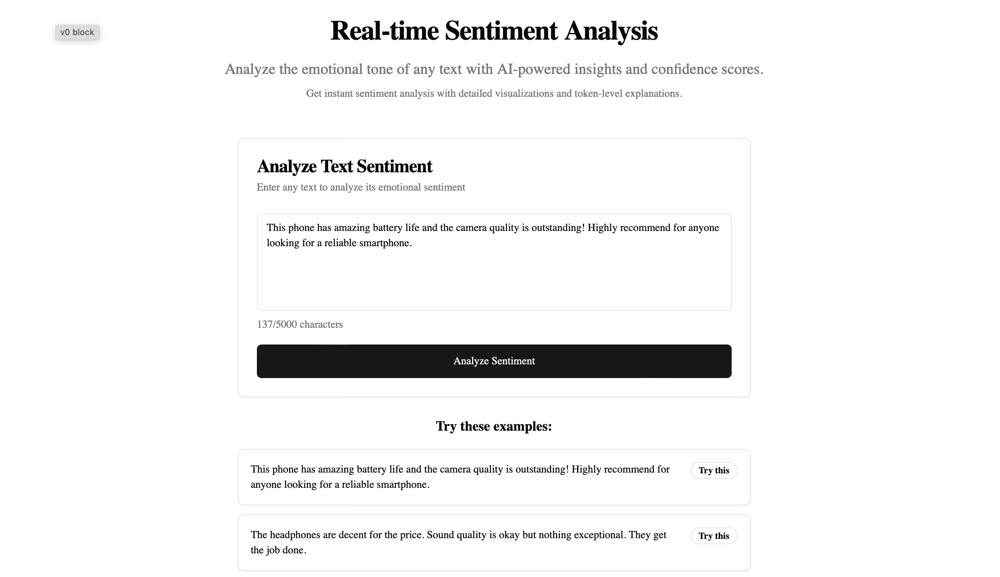 v0 block
Real-time Sentiment Analysis
Analyze the emotional tone of any text with AI-powered insights and confidence scores.
Get instant sentiment analysis with detailed visualizations and token-level explanations.
Analyze Text Sentiment
Enter any text to analyze its emotional sentiment
This phone has amazing battery life and the camera quality is outstanding! Highly recommend for anyone
looking for a reliable smartphone.
137/5000 characters
Analyze Sentiment
Try these examples:
This phone has amazing battery life and the camera quality is outstanding! Highly recommend for
anyone looking for a reliable smartphone.
Try this
The headphones are decent for the price. Sound quality is okay but nothing exceptional. They get
the job done.
Try this